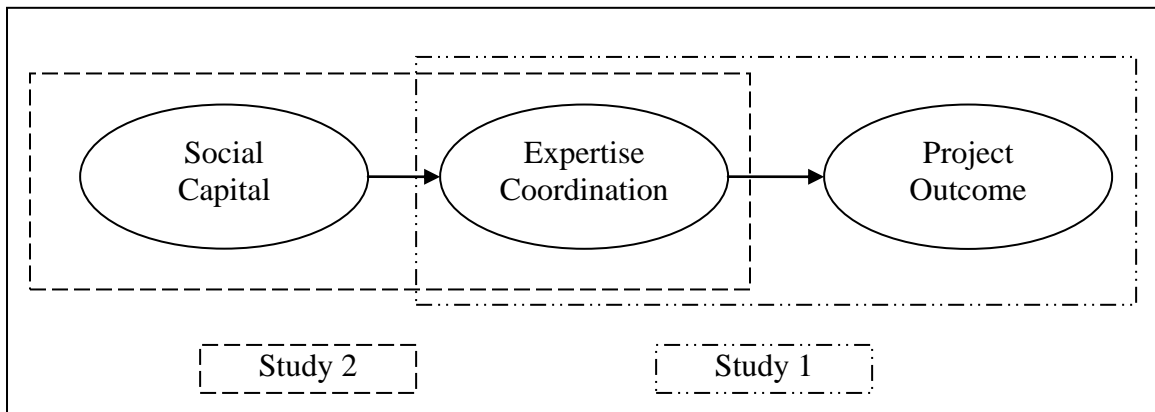 Social
Capital
Expertise
Coordination
Project
Outcome
Study 2
Study 1